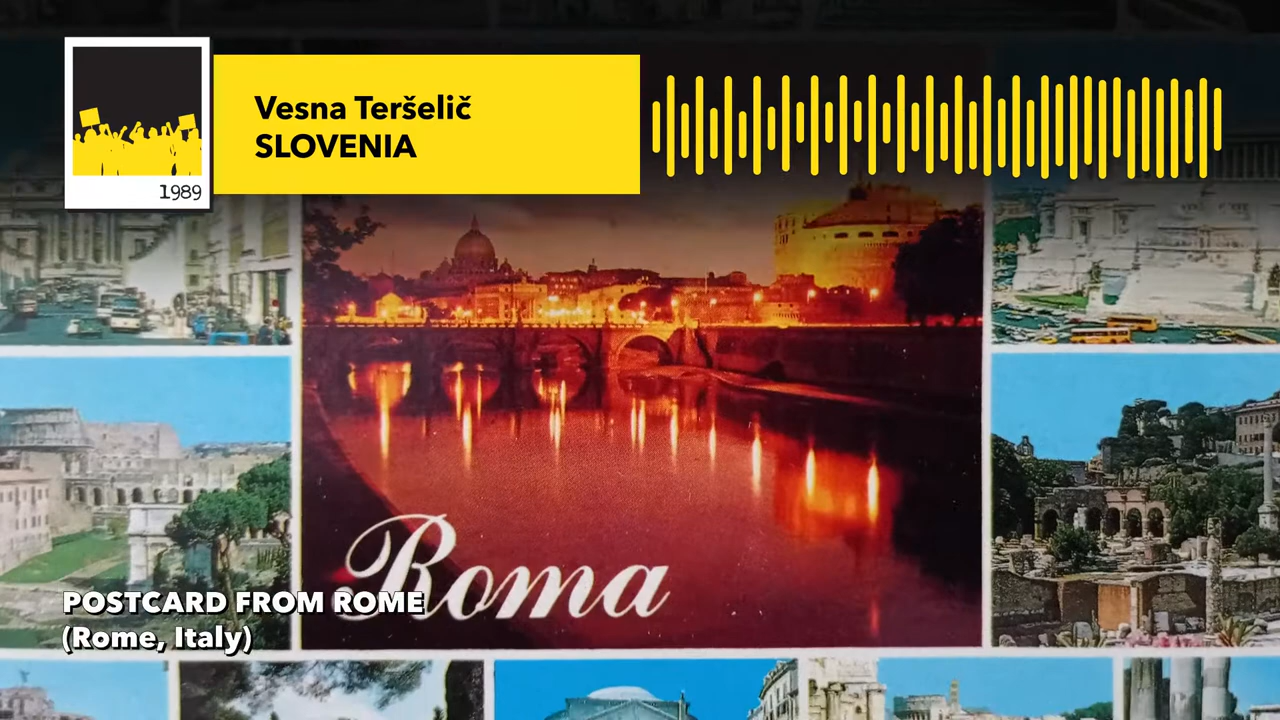 Vesna Teršelič
SLOVENIA
1989
Roma
POSTCARD FROM ROME
(Rome, Italy)